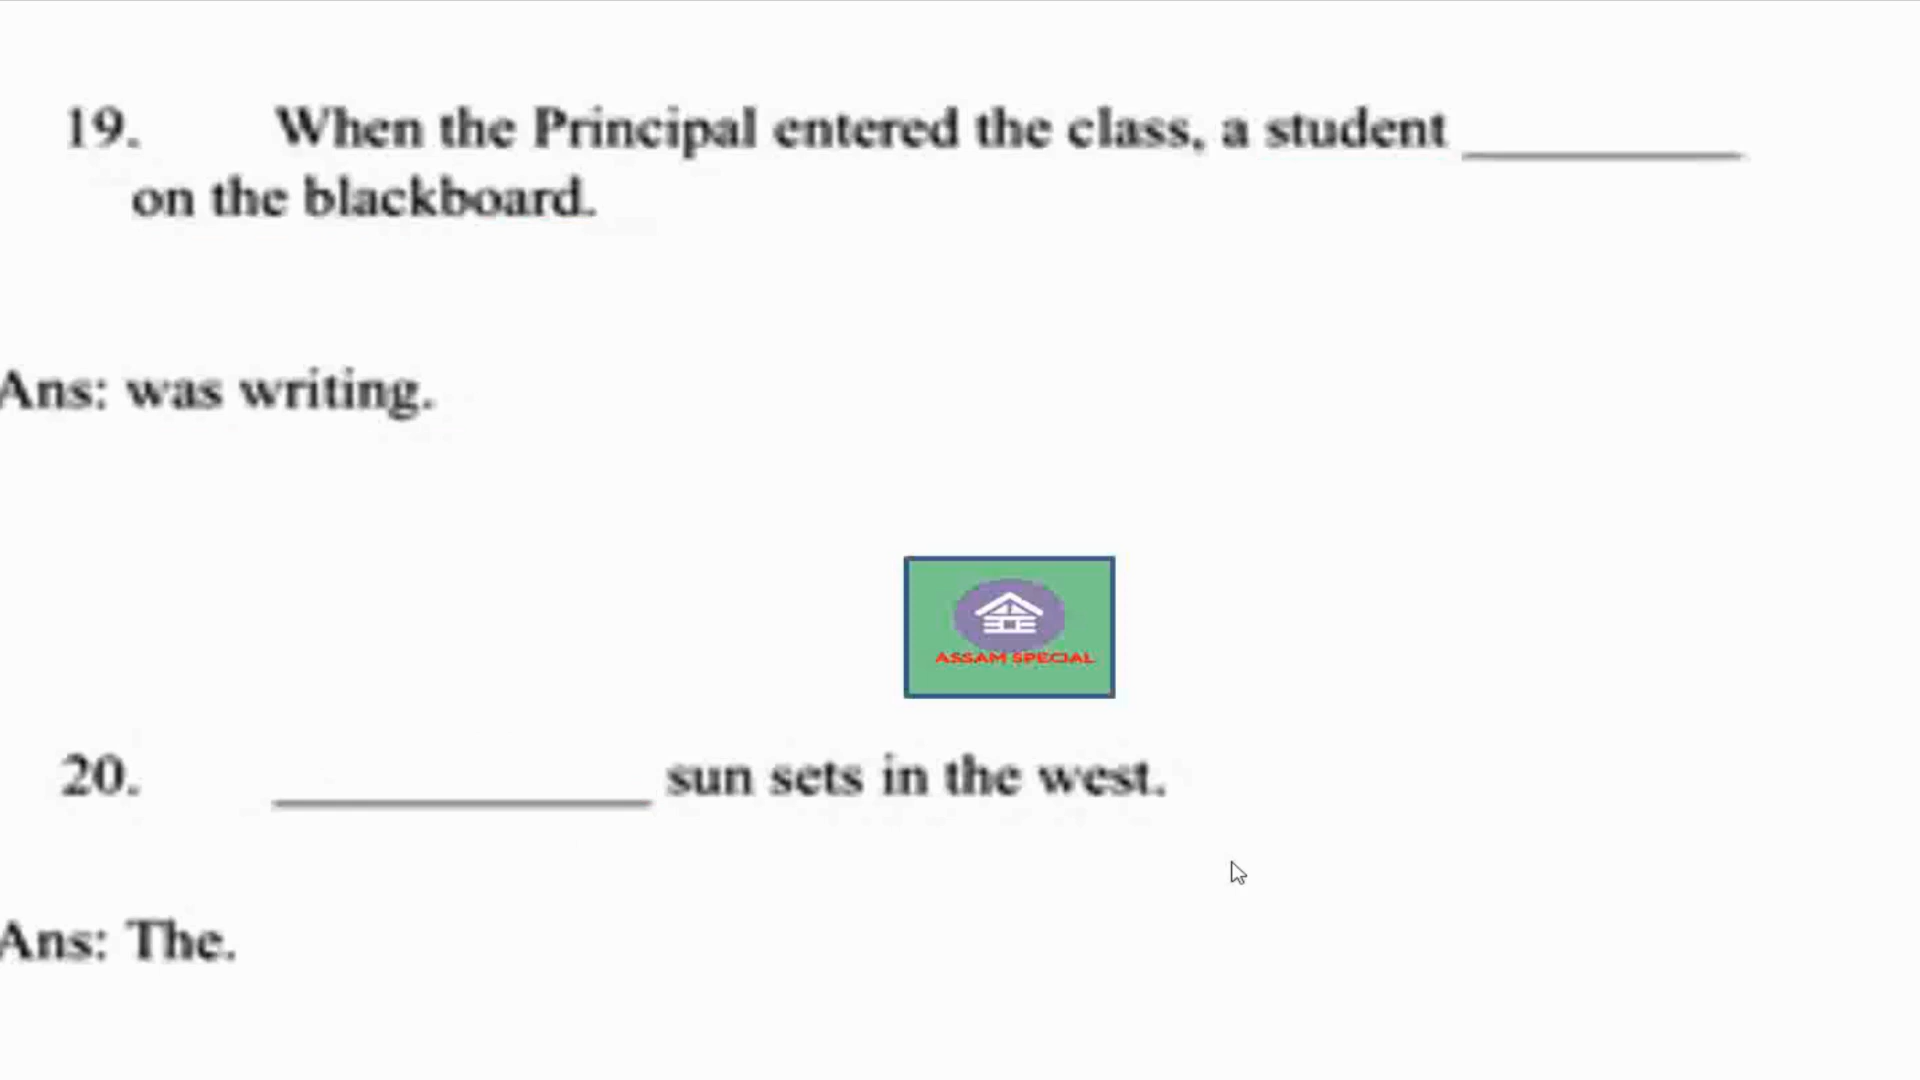 19. When the Principal entered the class, a student __________
on the blackboard.
Ans: was writing.
ASSAM SPECIAL
20. ______________ sun sets in the west.
Ans: The.